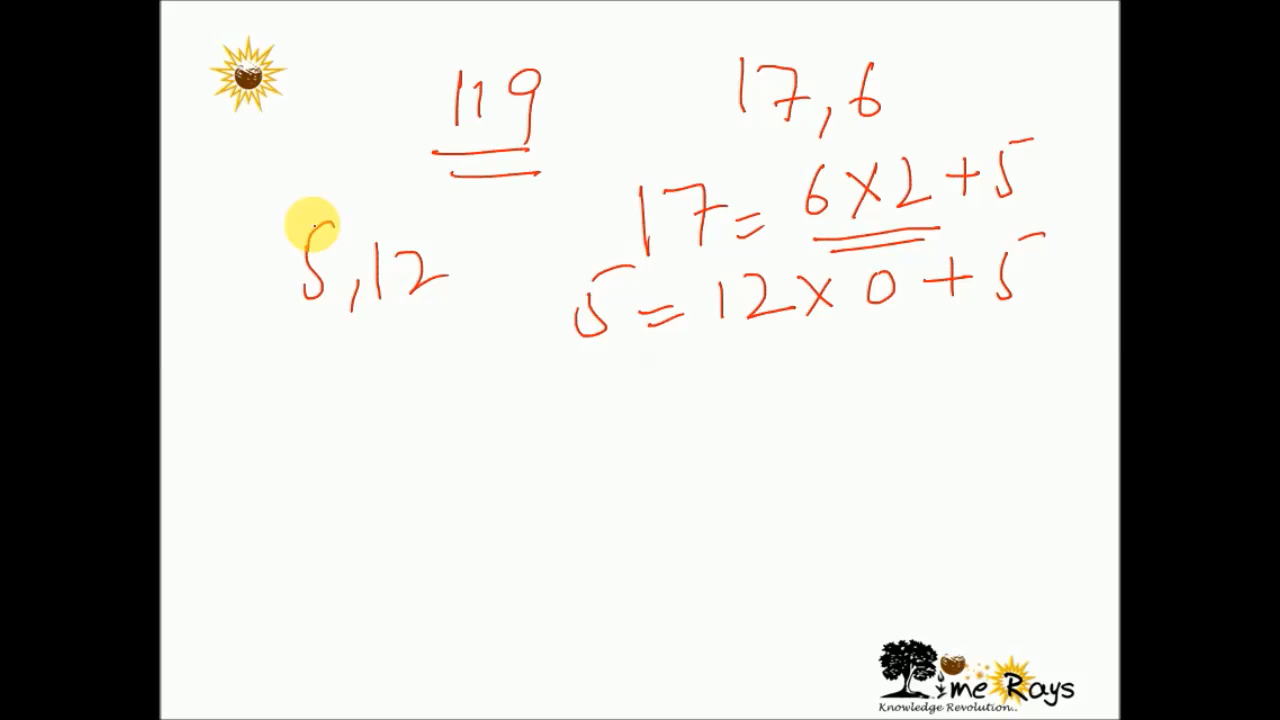 119
17,6
17 = 6 x 2 + 5
5,12
5 = 12 x 0 + 5
Time Rays
Knowledge Revolution..